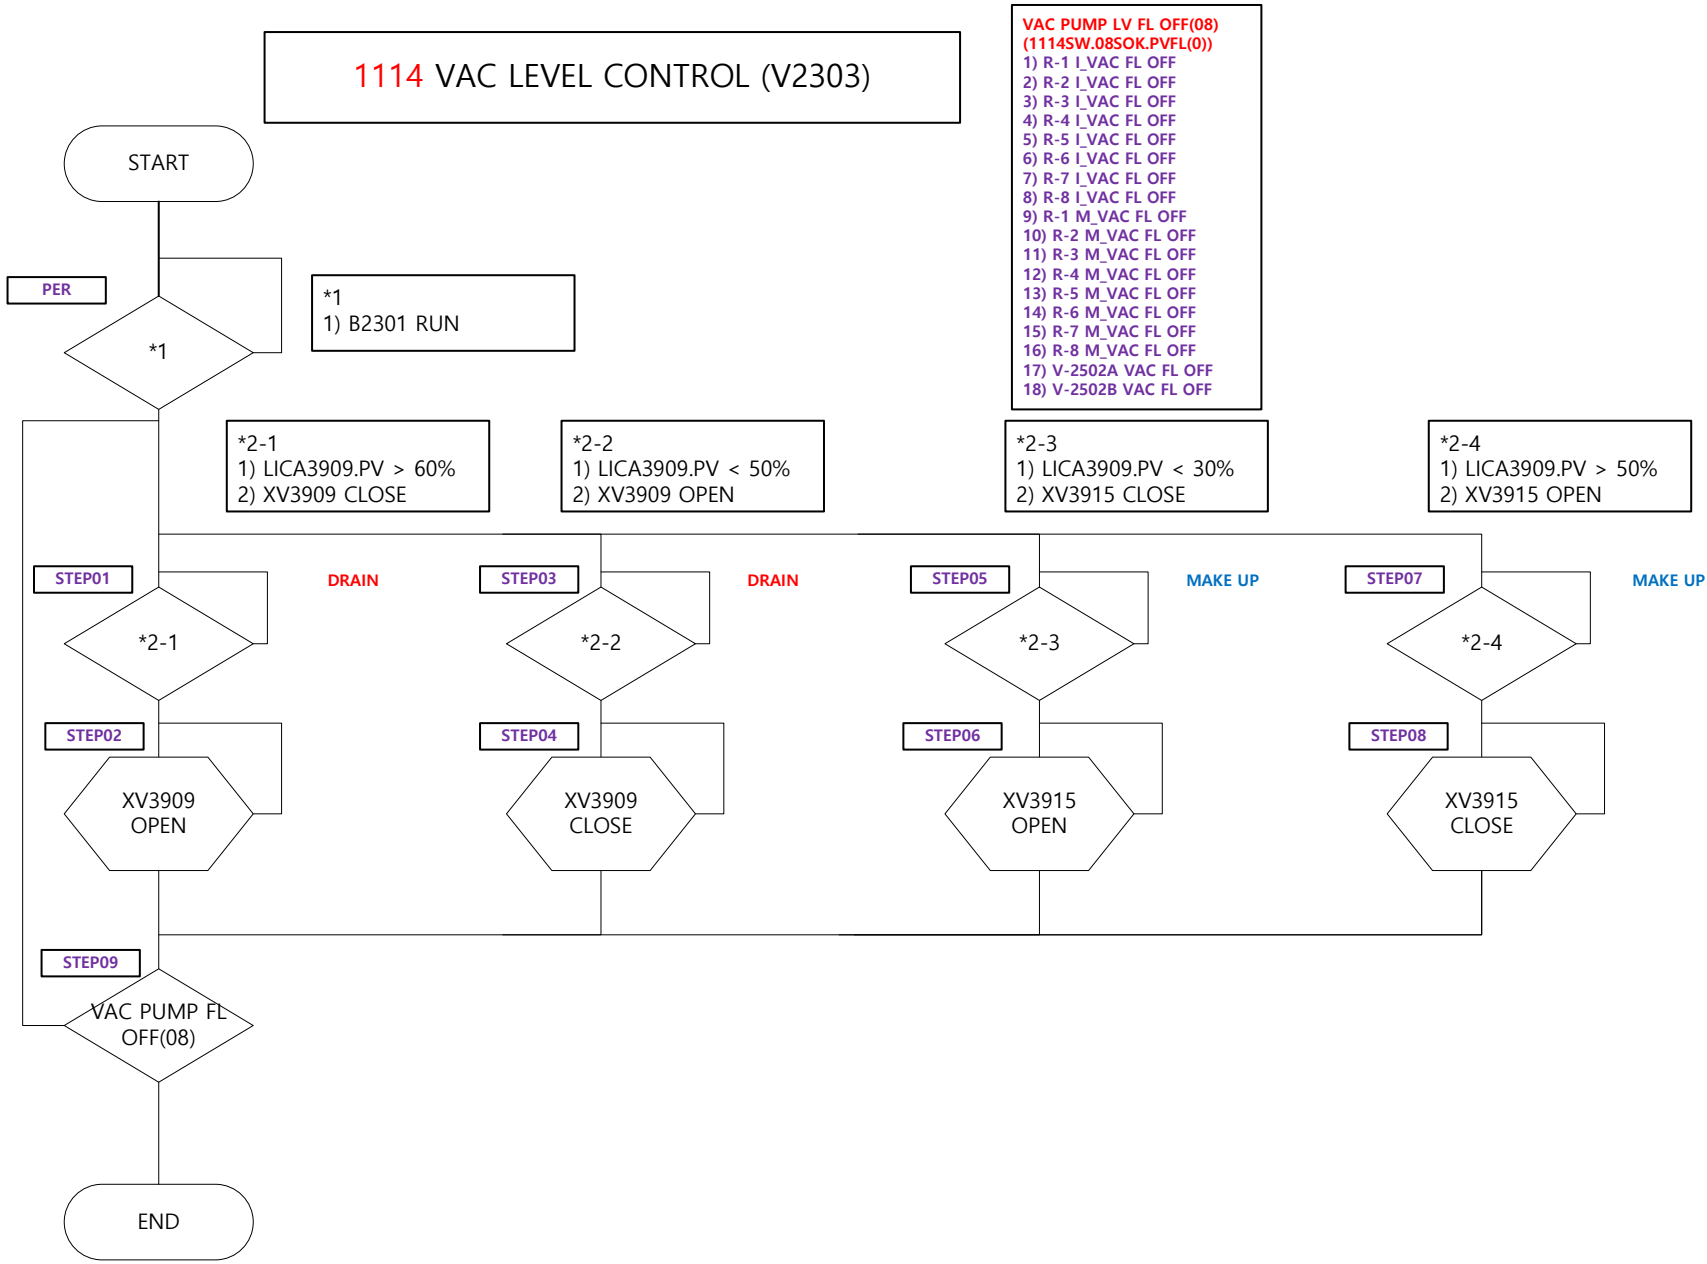 1114 VAC LEVEL CONTROL (V2303)
VAC PUMP LV FL OFF(08)
(1114SW.08SOK.PVFL(0))
1) R-1 I_VAC FL OFF
2) R-2 I_VAC FL OFF
3) R-3 I_VAC FL OFF
4) R-4 I_VAC FL OFF
5) R-5 I_VAC FL OFF
6) R-6 I_VAC FL OFF
7) R-7 I_VAC FL OFF
8) R-8 I_VAC FL OFF
9) R-1 M_VAC FL OFF
10) R-2 M_VAC FL OFF
11) R-3 M_VAC FL OFF
12) R-4 M_VAC FL OFF
13) R-5 M_VAC FL OFF
14) R-6 M_VAC FL OFF
15) R-7 M_VAC FL OFF
16) R-8 M_VAC FL OFF
17) V-2502A VAC FL OFF
18) V-2502B VAC FL OFF
START
PER
*1
1) B2301 RUN
*1
*2-1
1) LICA3909.PV > 60%
2) XV3909 CLOSE
*2-2
1) LICA3909.PV < 50%
2) XV3909 OPEN
*2-3
1) LICA3909.PV < 30%
2) XV3915 CLOSE
*2-4
1) LICA3909.PV > 50%
2) XV3915 OPEN
STEP01
DRAIN
STEP03
DRAIN
STEP05
MAKE UP
STEP07
MAKE UP
*2-1
*2-2
*2-3
*2-4
STEP02
STEP04
STEP06
STEP08
XV3909
OPEN
XV3909
CLOSE
XV3915
OPEN
XV3915
CLOSE
STEP09
VAC PUMP FL
OFF(08)
END